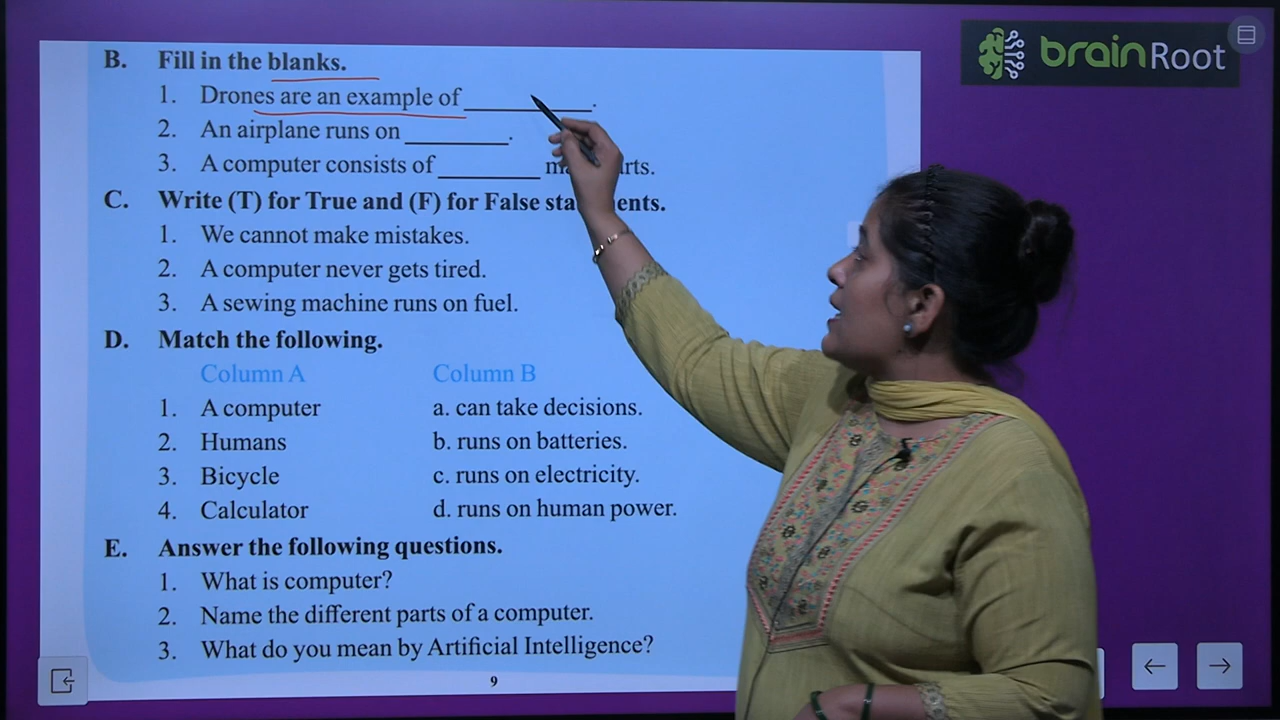 brainRoot
B. Fill in the blanks.
1. Drones are an example of ________.
2. An airplane runs on ________.
3. A computer consists of ________
C. Write (T) for True and (F) for False
1. We cannot make mistakes.
2. A computer never gets tired.
3. A sewing machine runs on fuel.
D. Match the following.
Column A Column B
1. A computer a. can take decisions.
2. Humans b. runs on batteries.
3. Bicycle c. runs on electricity.
4. Calculator d. runs on human power.
E. Answer the following questions.
1. What is computer?
2. Name the different parts of a computer.
3. What do you mean by Artificial Intelligence?
9